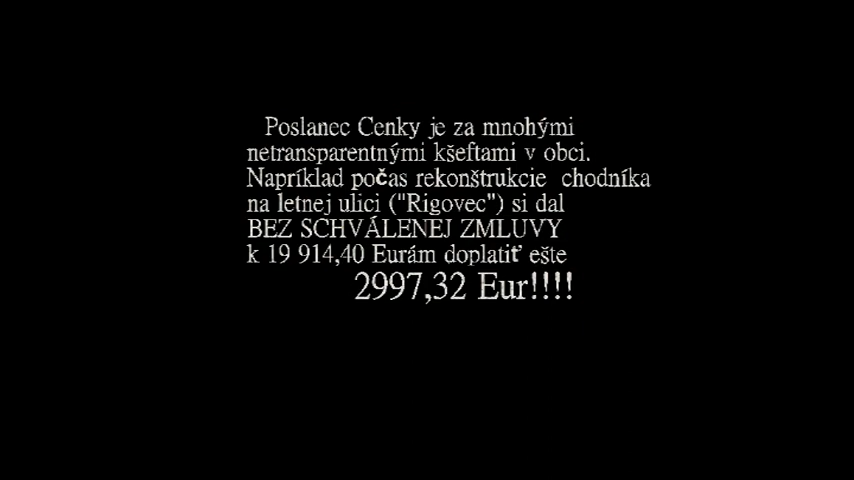 Poslanec Cenky je za mnohými
netransparentnými kšeftami v obci.
Napríklad počas rekonštrukcie chodníka
na letnej ulici ("Rigovec") si dal
BEZ SCHVÁLENEJ ZMLUVY
k 19 914,40 Eurám doplatiť ešte
2997,32 Eur!!!!